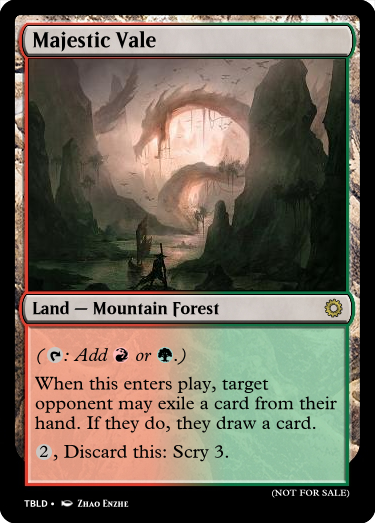 Majestic Vale
Land — Mountain Forest
( : Add or .)
When this enters play, target
opponent may exile a card from their
hand. If they do, they draw a card.
2, Discard this: Scry 3.
(NOT FOR SALE)
TBLD • Zhao Enzhe